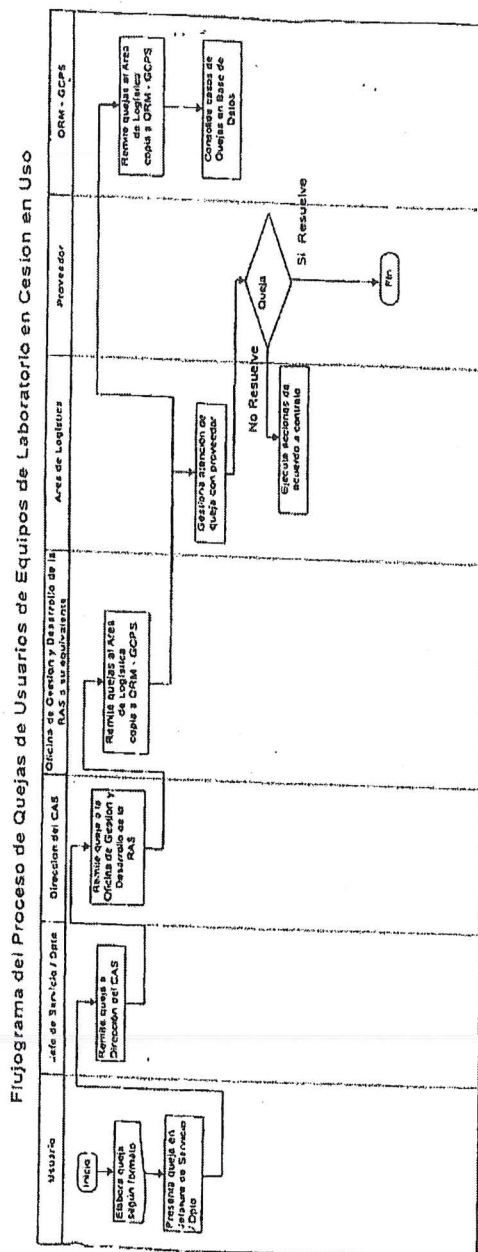 Flujograma del Proceso de Quejas de Usuarios de Equipos de Laboratorio en Cesion en Uso
Usuario
Jefe de Servicio / Dpto
Direccion del CAS
Oficina de Gestion y Desarrollo de la
RAS o su equivalente
Area de Logistica
Proveedor
ORM - GCPS
Inicio
Elabora queja
según formato
Presenta queja en
Jefatura de Servicio
/ Dpto
Remite queja a
Dirección del CAS
Remite queja a la
Oficina de Gestion y
Desarrollo de la
RAS
Remite quejas al Area
de Logística
copia a ORM - GCPS
Gestiona atención de
queja con proveedor
No Resuelve
Ejecuta acciones de
acuerdo a contrato
Queja
Si Resuelve
Fin
Remite quejas al Area
de Logística
copia a ORM - GCPS
Consolida casos de
Quejas en Base de
Datos